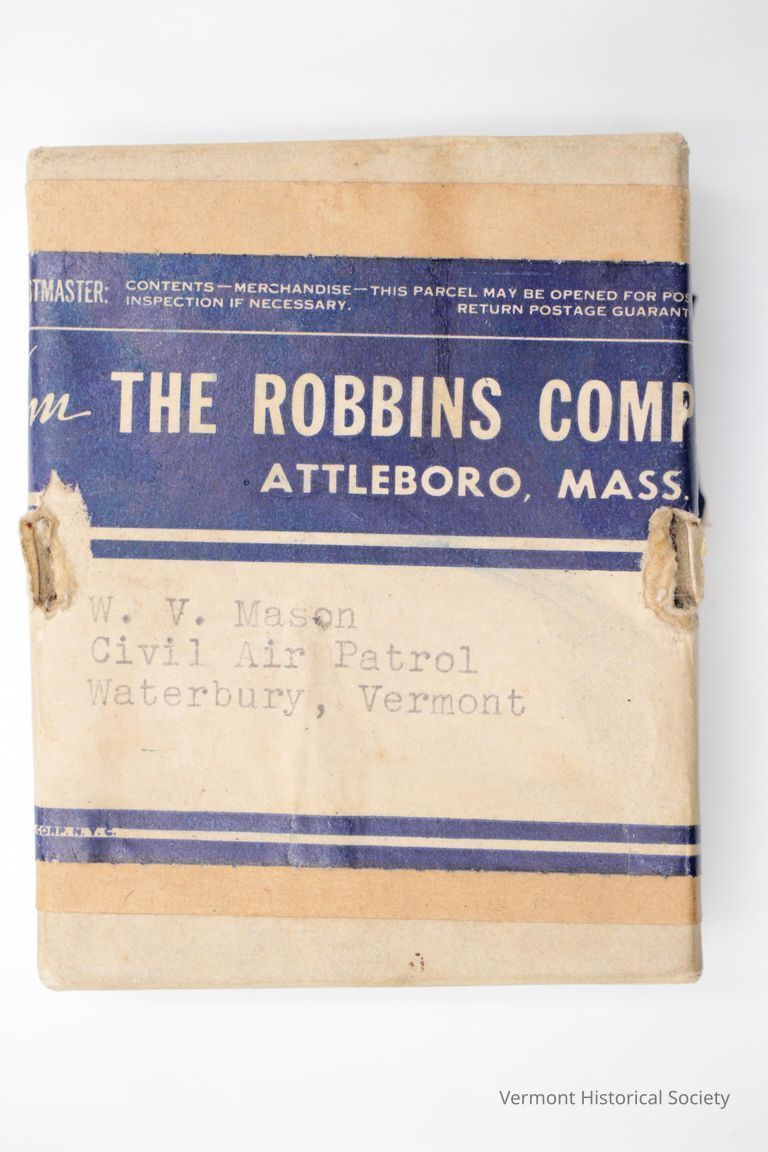 STMASTER: CONTENTS—MERCHANDISE—THIS PARCEL MAY BE OPENED FOR POS
INSPECTION IF NECESSARY. RETURN POSTAGE GUARANT
m THE ROBBINS COMP
ATTLEBORO, MASS.
W. V. Mason
Civil Air Patrol
Waterbury, Vermont
CORP. N.Y.C.
Vermont Historical Society